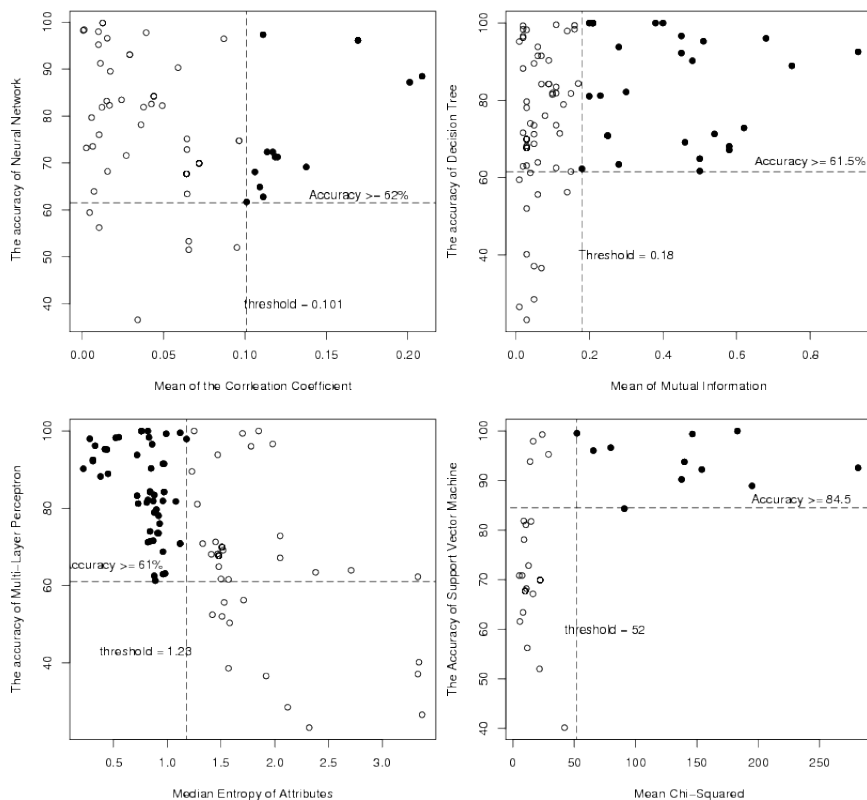 The accuracy of Neural Network
100
90
80
70
60
50
40
Accuracy >− 62%
threshold − 0.101
0.00
0.05
0.10
0.15
0.20
Mean of the Corrleation Coefficient
The accuracy of Decision Tree
100
80
60
40
Accuracy >= 61.5%
Threshold = 0.18
0.0
0.2
0.4
0.6
0.8
Mean of Mutual Information
The accuracy of Multi−Layer Perceptron
100
80
60
40
Accuracy >= 61%
threshold = 1.23
0.5
1.0
1.5
2.0
2.5
3.0
Median Entropy of Attributes
The Accuracy of Support Vector Machine
100
90
80
70
60
50
40
Accuracy >= 84.5
threshold − 52
0
50
100
150
200
250
Mean Chi−Squared